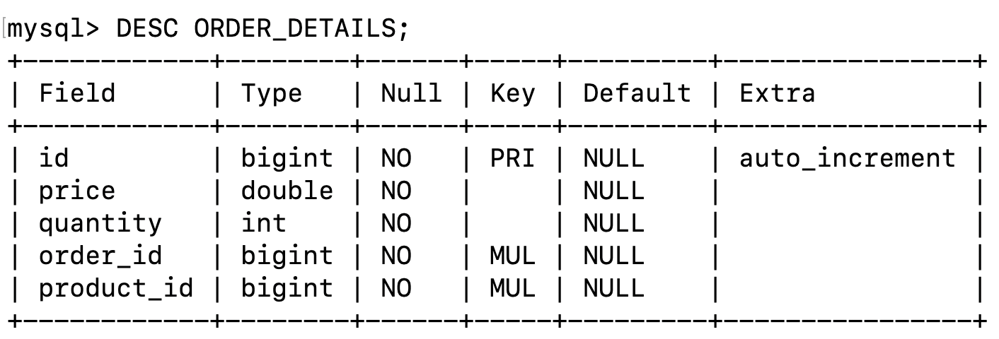 [mysql> DESC ORDER_DETAILS;
+------------+--------+------+-----+---------+----------------+
| Field      | Type   | Null | Key | Default | Extra          |
+------------+--------+------+-----+---------+----------------+
| id         | bigint | NO   | PRI | NULL    | auto_increment |
| price      | double | NO   |     | NULL    |                |
| quantity   | int    | NO   |     | NULL    |                |
| order_id   | bigint | NO   | MUL | NULL    |                |
| product_id | bigint | NO   | MUL | NULL    |                |
+------------+--------+------+-----+---------+----------------+